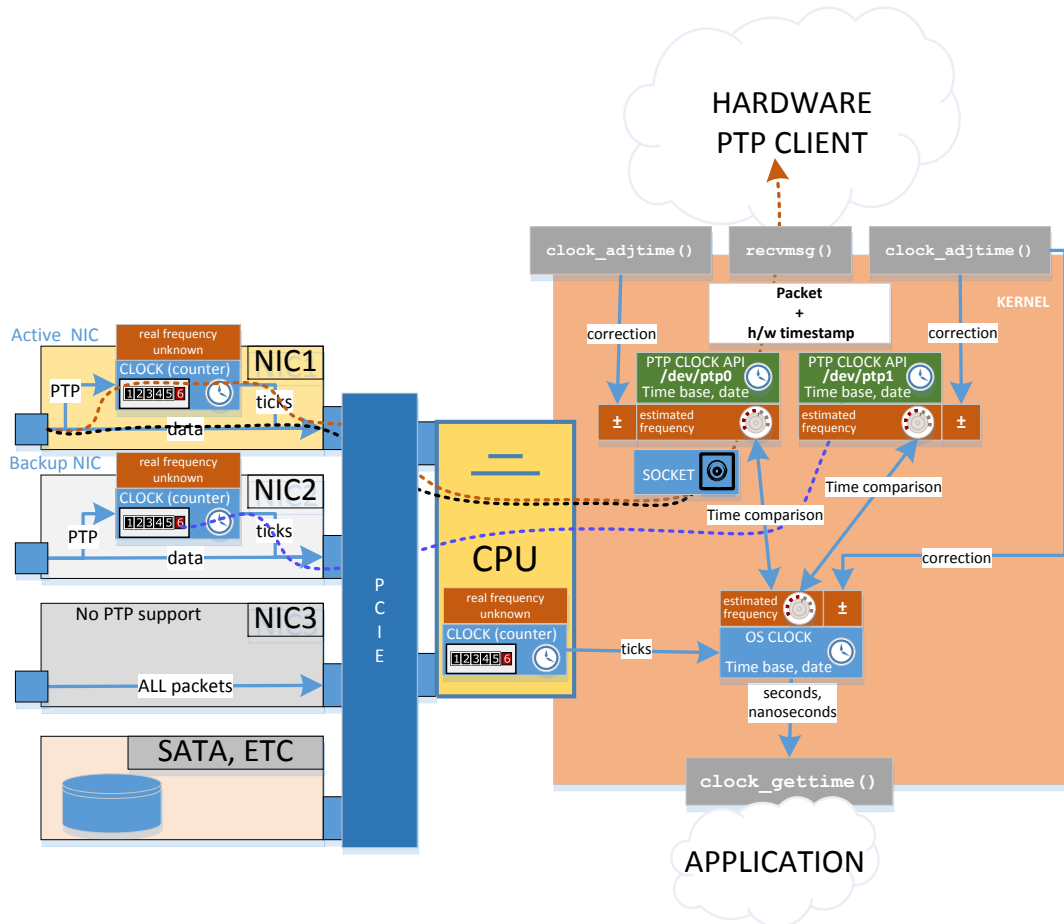 HARDWARE
PTP CLIENT
clock_adjtime()
recvmsg()
clock_adjtime()
KERNEL
Packet
+
h/w timestamp
correction
correction
PTP CLOCK API
/dev/ptp0
Time base, date
PTP CLOCK API
/dev/ptp1
Time base, date
±
estimated
frequency
estimated
frequency
±
SOCKET
Time comparison
Time comparison
correction
Active NIC
real frequency
unknown
NIC1
CLOCK (counter)
123456
PTP
ticks
data
Backup NIC
real frequency
unknown
NIC2
CLOCK (counter)
123456
PTP
ticks
data
No PTP support
NIC3
ALL packets
SATA, ETC
PCIE
CPU
real frequency
unknown
CLOCK (counter)
123456
ticks
estimated
frequency
±
OS CLOCK
Time base, date
seconds,
nanoseconds
clock_gettime()
APPLICATION